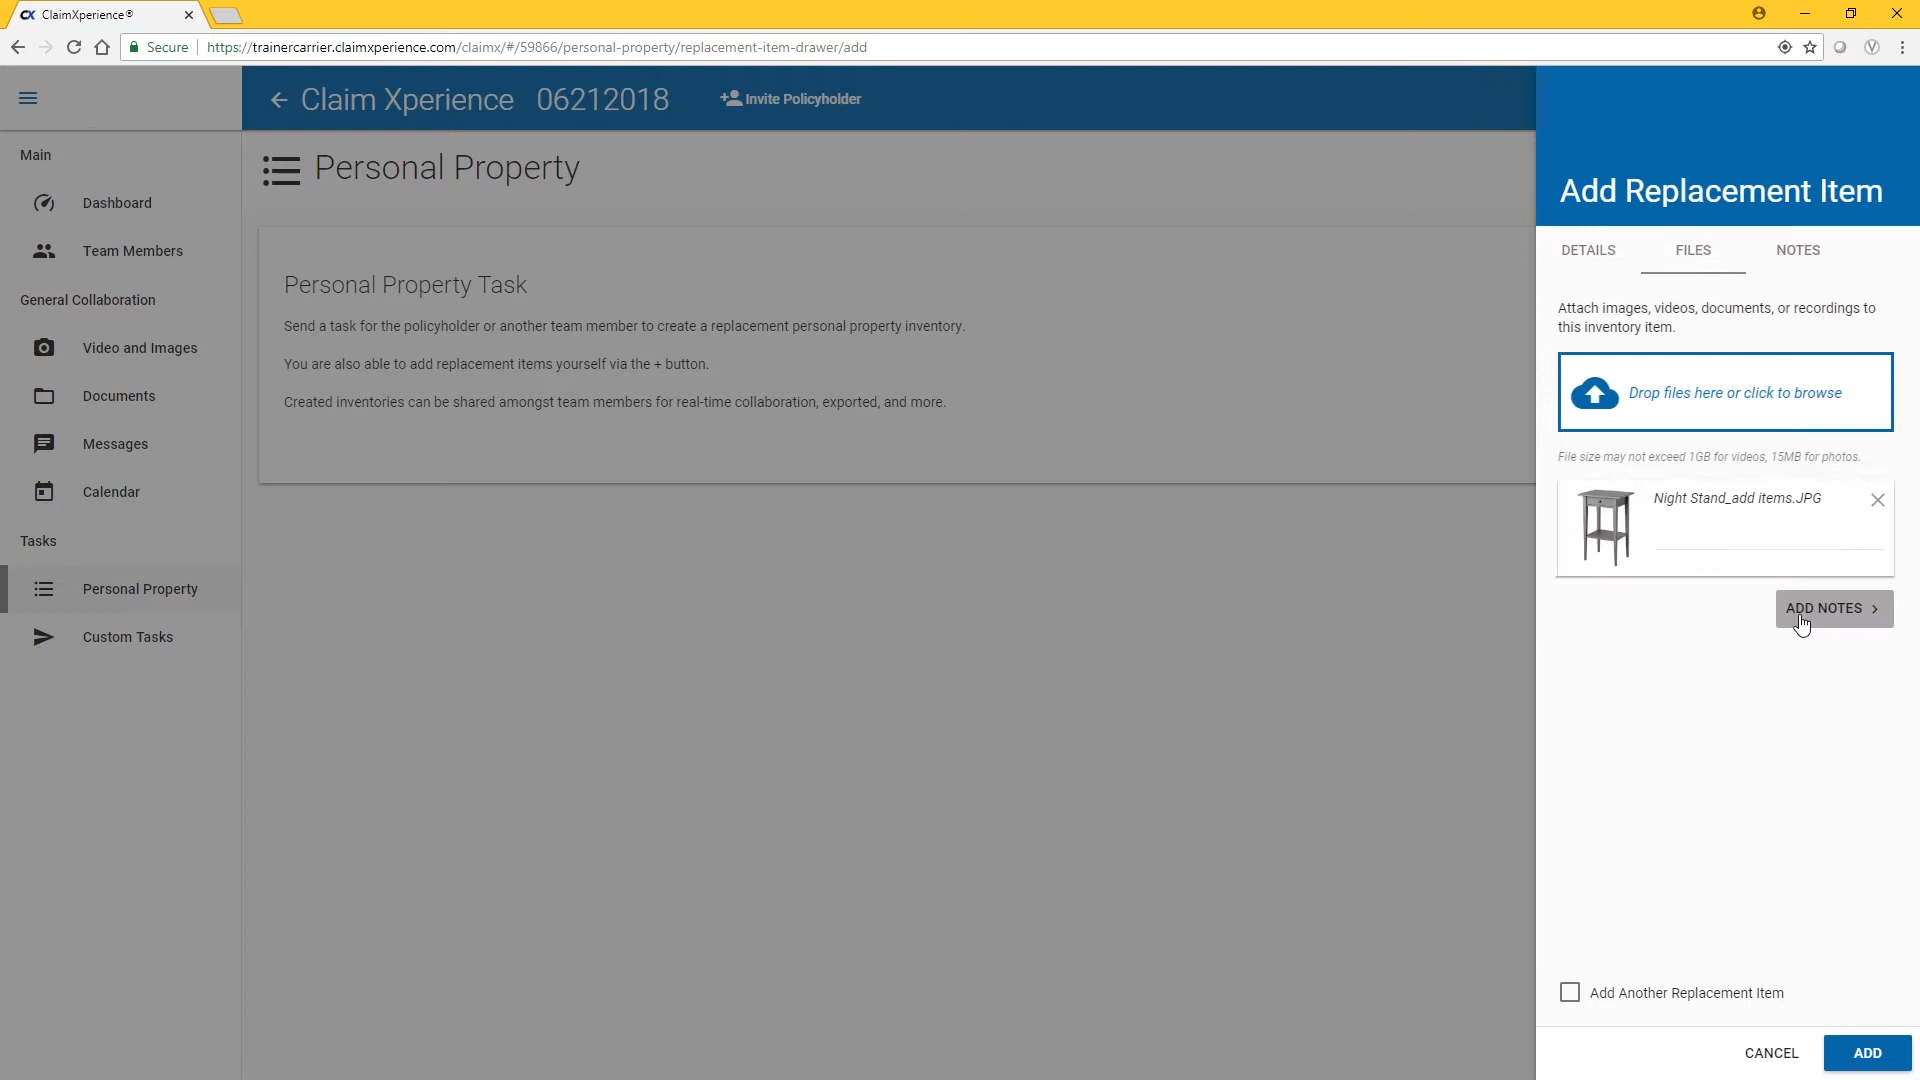 CX ClaimXperience®
Secure https://trainercarrier.claimxperience.com/claimx/#/59866/personal-property/replacement-item-drawer/add
Claim Xperience 06212018 Invite Policyholder
Main
Dashboard
Team Members
General Collaboration
Video and Images
Documents
Messages
Calendar
Tasks
Personal Property
Custom Tasks
Personal Property
Personal Property Task
Send a task for the policyholder or another team member to create a replacement personal property inventory.
You are also able to add replacement items yourself via the + button.
Created inventories can be shared amongst team members for real-time collaboration, exported, and more.
Add Replacement Item
DETAILS FILES NOTES
Attach images, videos, documents, or recordings to
this inventory item.
Drop files here or click to browse
File size may not exceed 1GB for videos, 15MB for photos.
Night Stand_add items.JPG
ADD NOTES
Add Another Replacement Item
CANCEL ADD